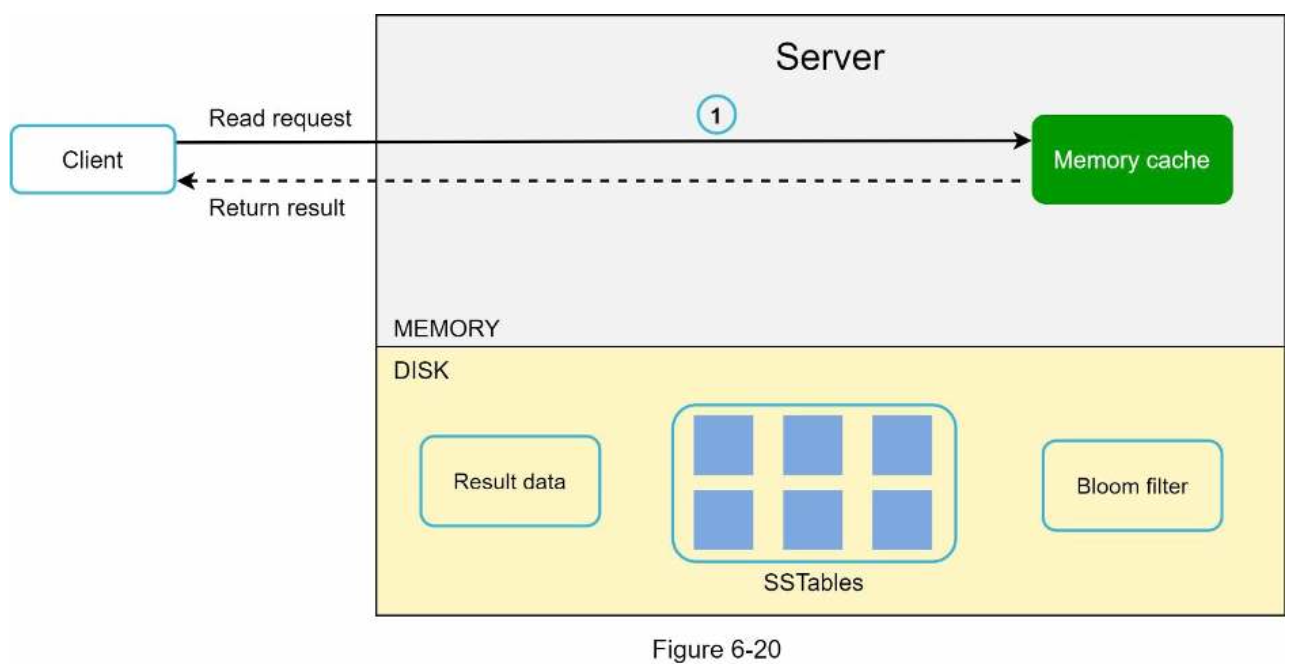 Server
Read request
1
Client
Memory cache
Return result
MEMORY
DISK
Result data
Bloom filter
SSTables
Figure 6-20